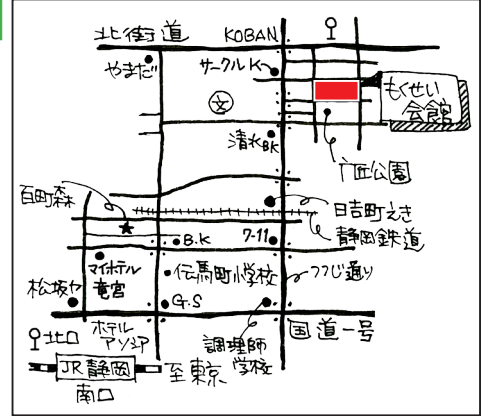 北街道
KOBAN
やまだ
サークルK
もくせい
会館
文
清水BK
鷹匠公園
百町森
日吉町えき
静岡鉄道
B.K
7-11
マイホテル
竜宮
伝馬町小学校
つつじ通り
松坂ヤ
G.S
北口
ホテル
アソシア
調理師
学校
国道一号
JR静岡
至東京
南口